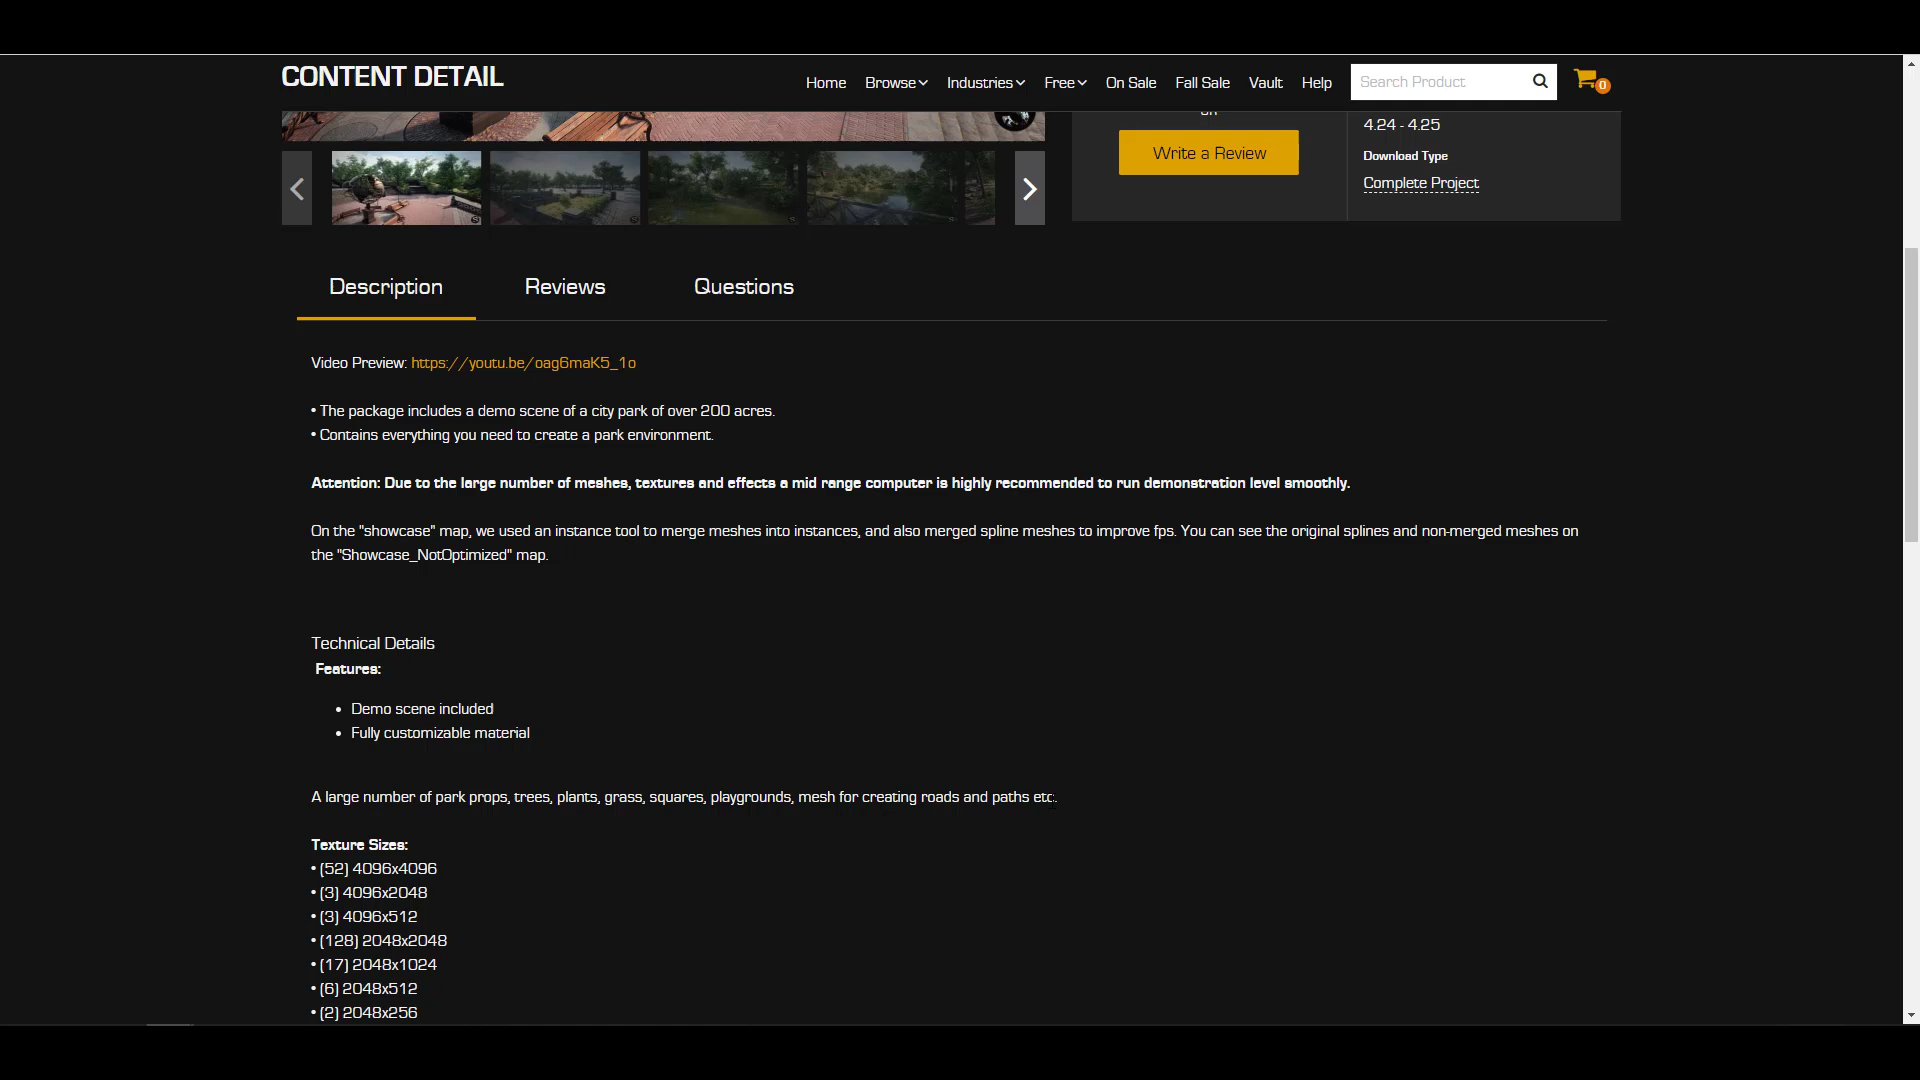 CONTENT DETAIL
Home Browse Industries Free On Sale Fall Sale Vault Help Search Product 0
4.24 - 4.25
Write a Review
Download Type
Complete Project
Description Reviews Questions
Video Preview: https://youtu.be/oag6maK5_1o
• The package includes a demo scene of a city park of over 200 acres.
• Contains everything you need to create a park environment.
Attention: Due to the large number of meshes, textures and effects a mid range computer is highly recommended to run demonstration level smoothly.
On the "showcase" map, we used an instance tool to merge meshes into instances, and also merged spline meshes to improve fps. You can see the original splines and non-merged meshes on
the "Showcase_NotOptimized" map.
Technical Details
Features:
• Demo scene included
• Fully customizable material
A large number of park props, trees, plants, grass, squares, playgrounds, mesh for creating roads and paths etc.
Texture Sizes:
• (52) 4096x4096
• (3) 4096x2048
• (3) 4096x512
• (128) 2048x2048
• (17) 2048x1024
• (6) 2048x512
• (2) 2048x256